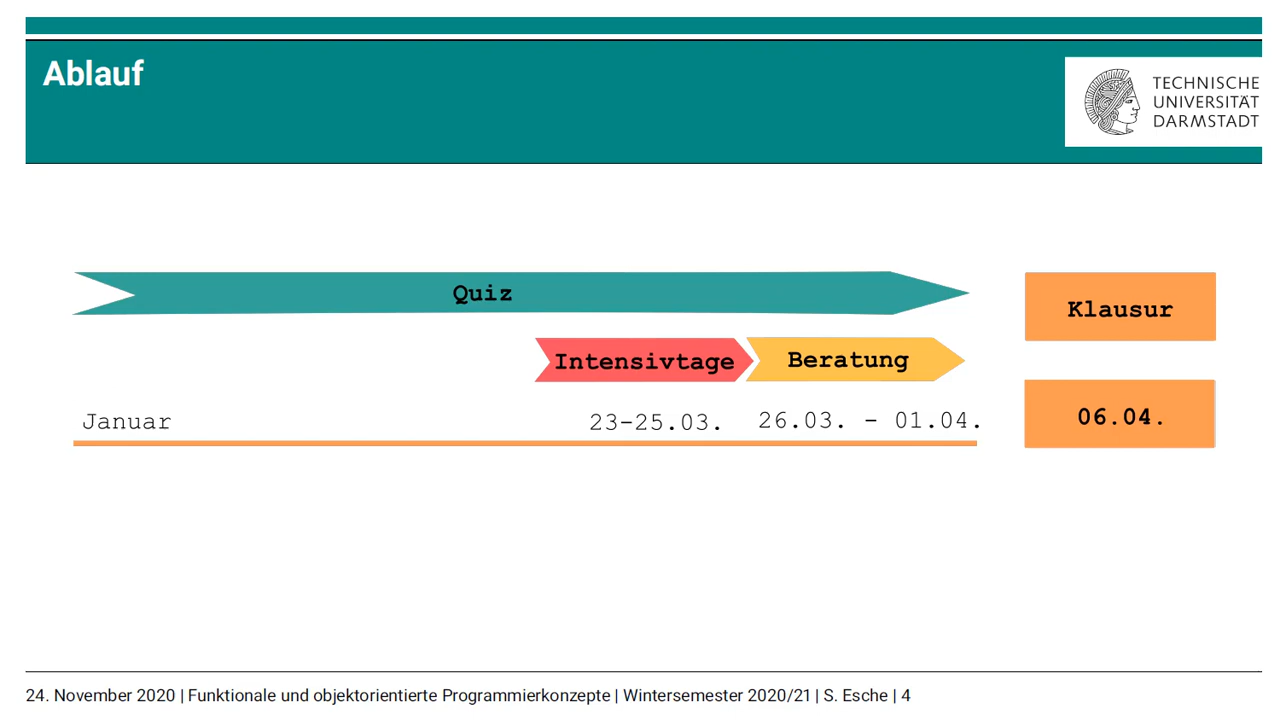 Ablauf
TECHNISCHE
UNIVERSITÄT
DARMSTADT
Quiz
Klausur
Intensivtage
Beratung
Januar
23-25.03.
26.03. - 01.04.
06.04.
24. November 2020 | Funktionale und objektorientierte Programmierkonzepte | Wintersemester 2020/21 | S. Esche | 4